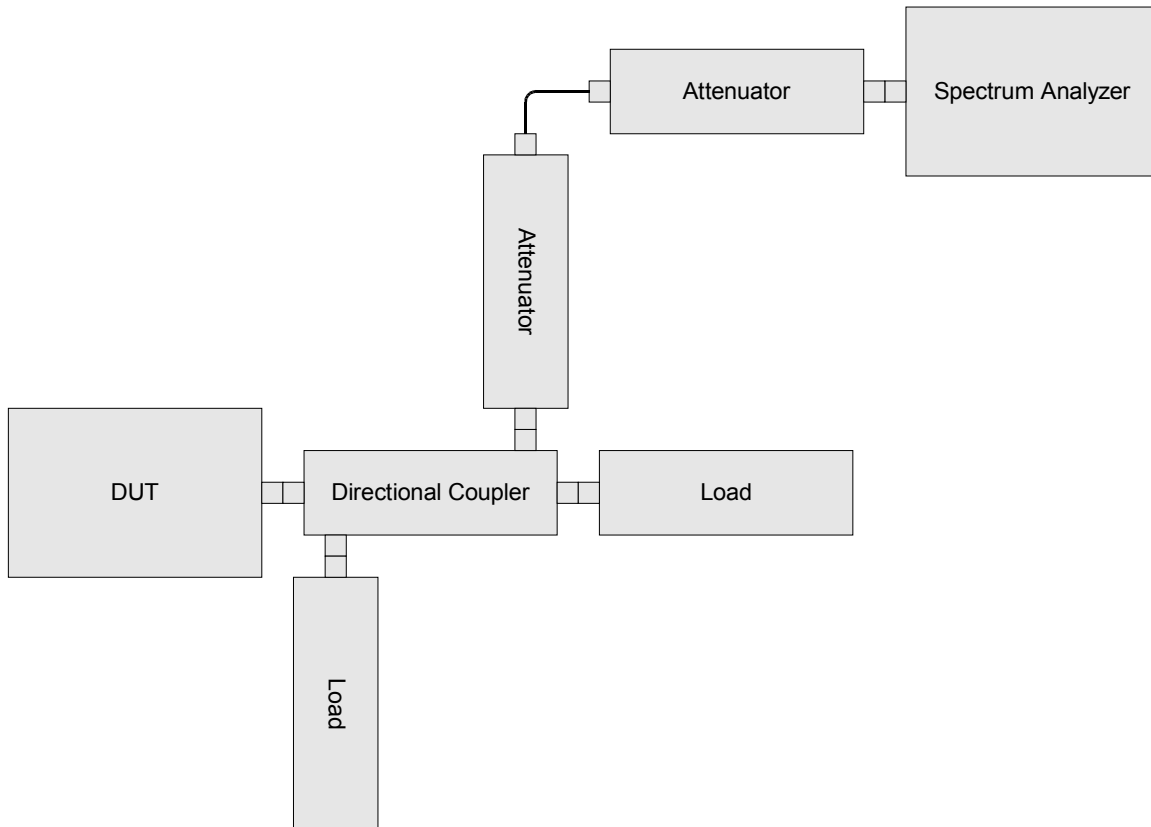 Attenuator
Spectrum Analyzer
Attenuator
DUT
Directional Coupler
Load
Load